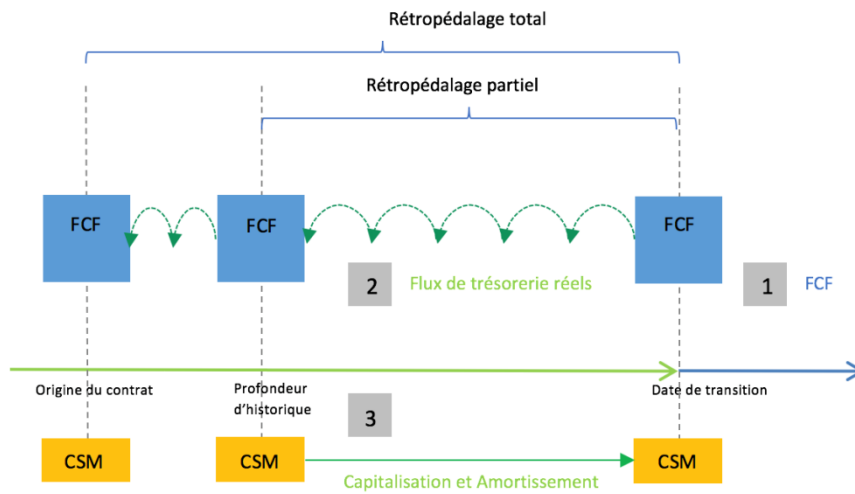 Rétropédalage total
Rétropédalage partiel
FCF
FCF
FCF
2
Flux de trésorerie réels
1
FCF
Origine du contrat
Profondeur
d’historique
Date de transition
3
CSM
CSM
CSM
Capitalisation et Amortissement